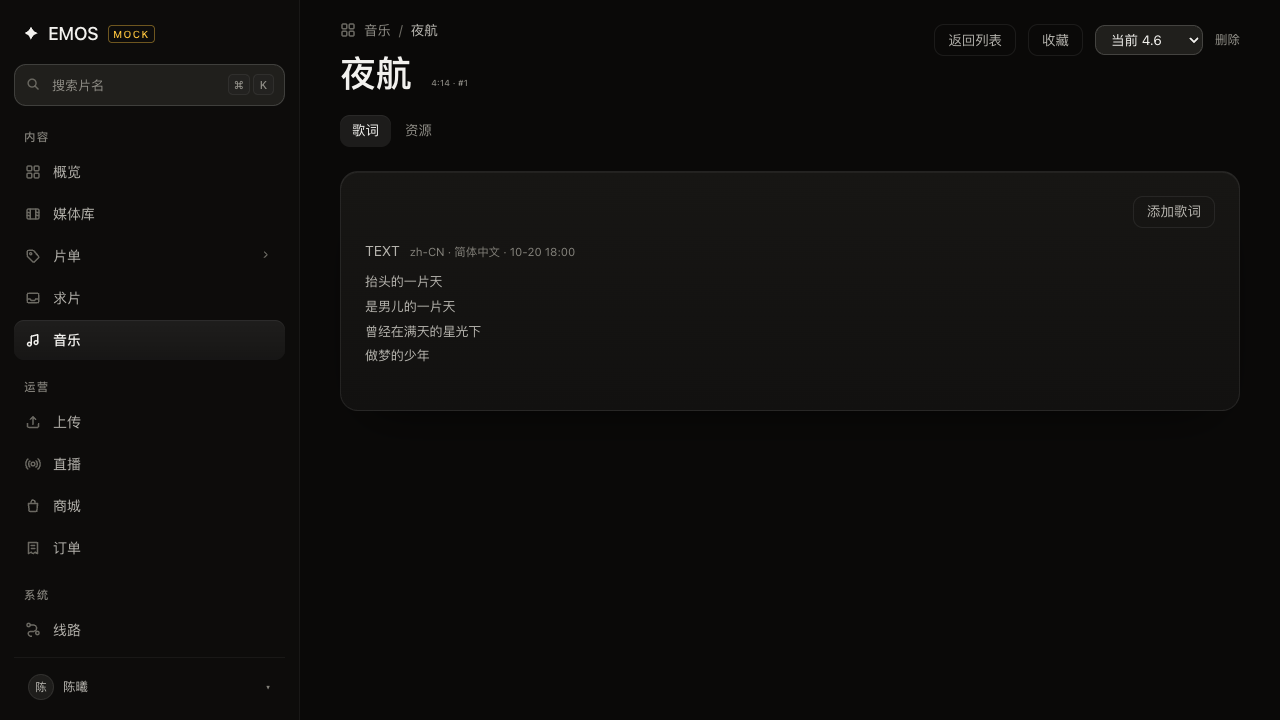 EMOS MOCK
搜索片名 ⌘ K
内容
概览
媒体库
片单
求片
音乐
运营
上传
直播
商城
订单
系统
线路
陈 陈曦
音乐 / 夜航
返回列表 收藏 当前 4.6 删除
夜航 4:14 · #1
歌词 资源
添加歌词
TEXT zh-CN · 简体中文 · 10-20 18:00
抬头的一片天
是男儿的一片天
曾经在满天的星光下
做梦的少年